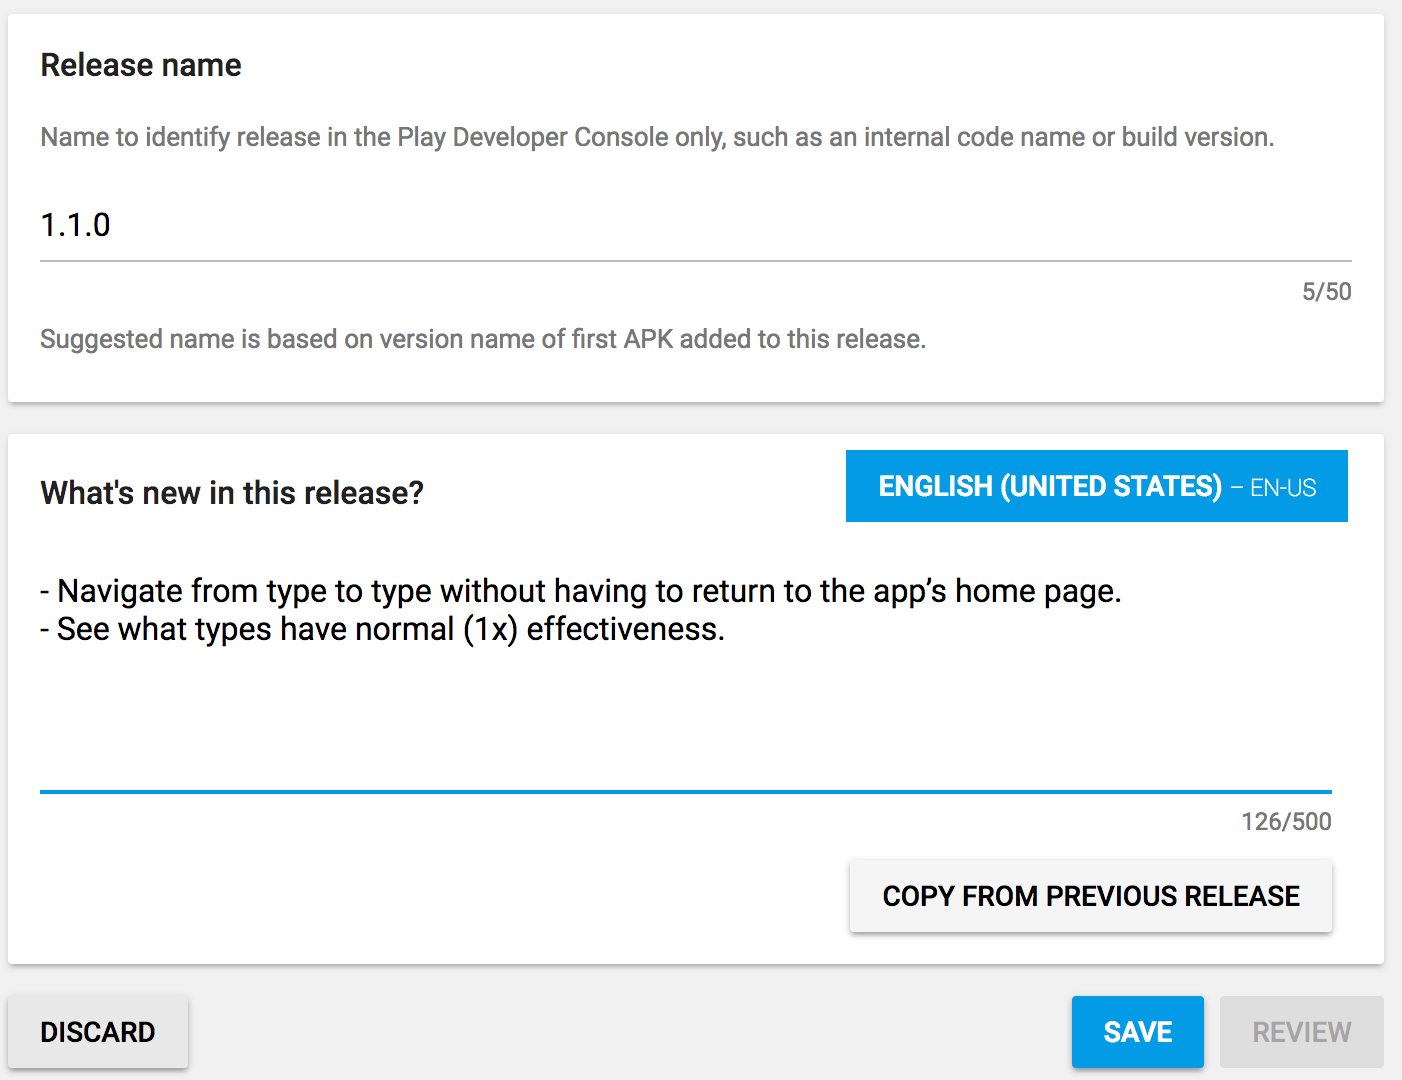 Release name
Name to identify release in the Play Developer Console only, such as an internal code name or build version.
1.1.0
5/50
Suggested name is based on version name of first APK added to this release.
What's new in this release?
ENGLISH (UNITED STATES) – EN-US
- Navigate from type to type without having to return to the app’s home page.
- See what types have normal (1x) effectiveness.
126/500
COPY FROM PREVIOUS RELEASE
DISCARD
SAVE
REVIEW